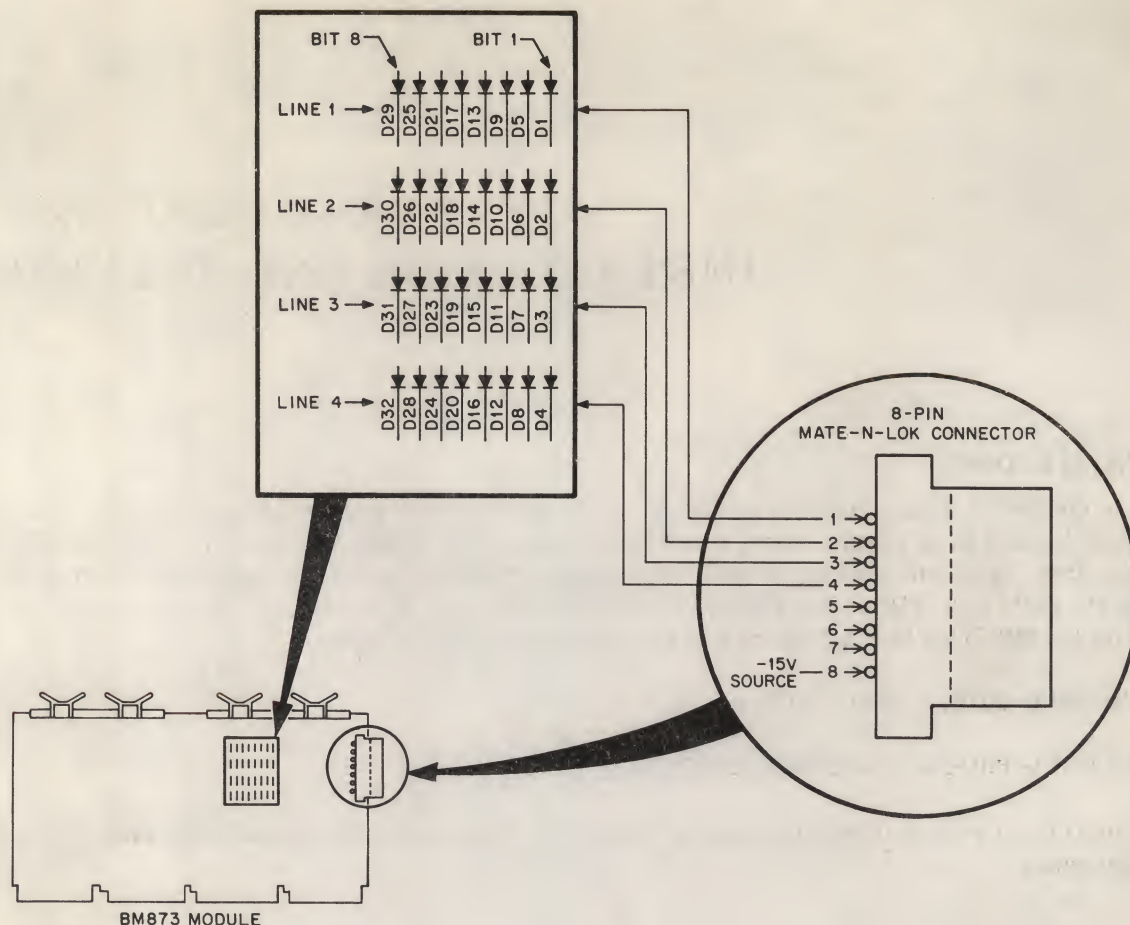 BIT 8 BIT 1
LINE 1
D29 D25 D21 D17 D13 D9 D5 D1
LINE 2
D30 D26 D22 D18 D14 D10 D6 D2
LINE 3
D31 D27 D23 D19 D15 D11 D7 D3
LINE 4
D32 D28 D24 D20 D16 D12 D8 D4
8-PIN
MATE-N-LOK CONNECTOR
1
2
3
4
5
6
7
-15V
SOURCE 8
BM873 MODULE